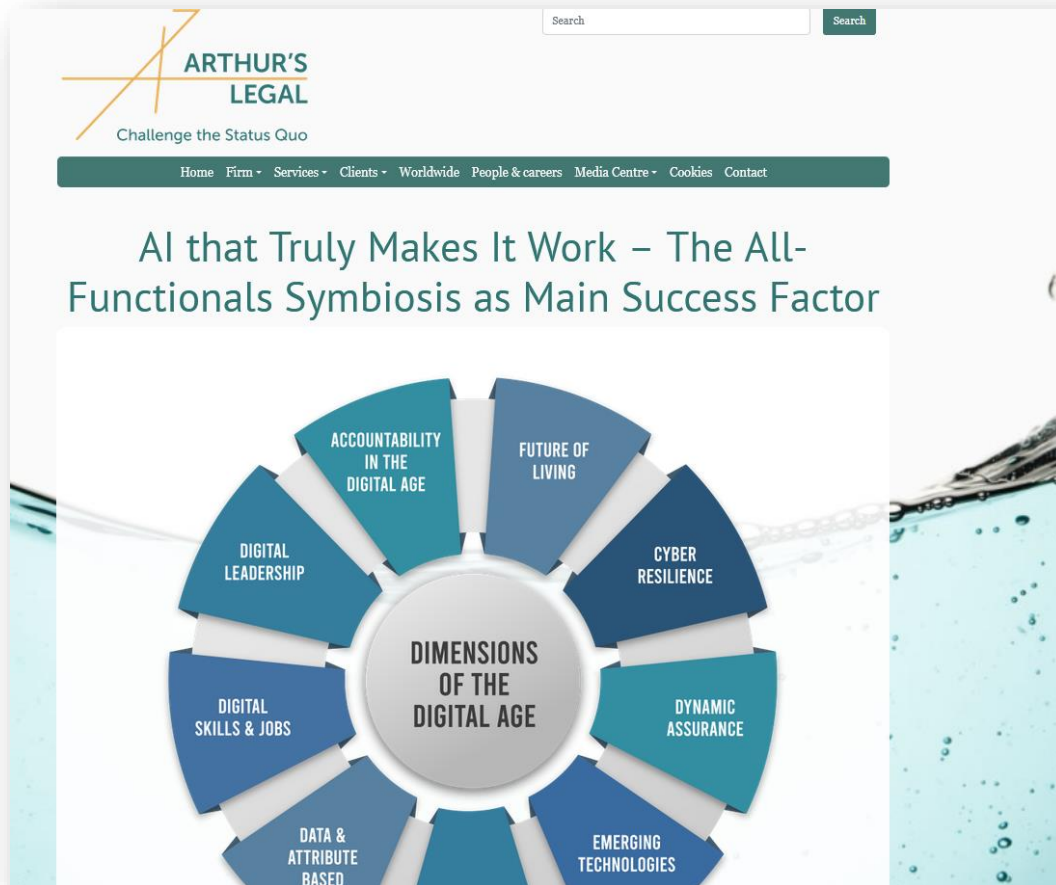 Search
Search
ARTHUR'S
LEGAL
Challenge the Status Quo
Home Firm Services Clients Worldwide People & careers Media Centre Cookies Contact
AI that Truly Makes It Work – The All-
Functionals Symbiosis as Main Success Factor
ACCOUNTABILITY
IN THE
DIGITAL AGE
FUTURE OF
LIVING
DIGITAL
LEADERSHIP
CYBER
RESILIENCE
DIMENSIONS
OF THE
DIGITAL AGE
DIGITAL
SKILLS & JOBS
DYNAMIC
ASSURANCE
DATA &
ATTRIBUTE
BASED
EMERGING
TECHNOLOGIES